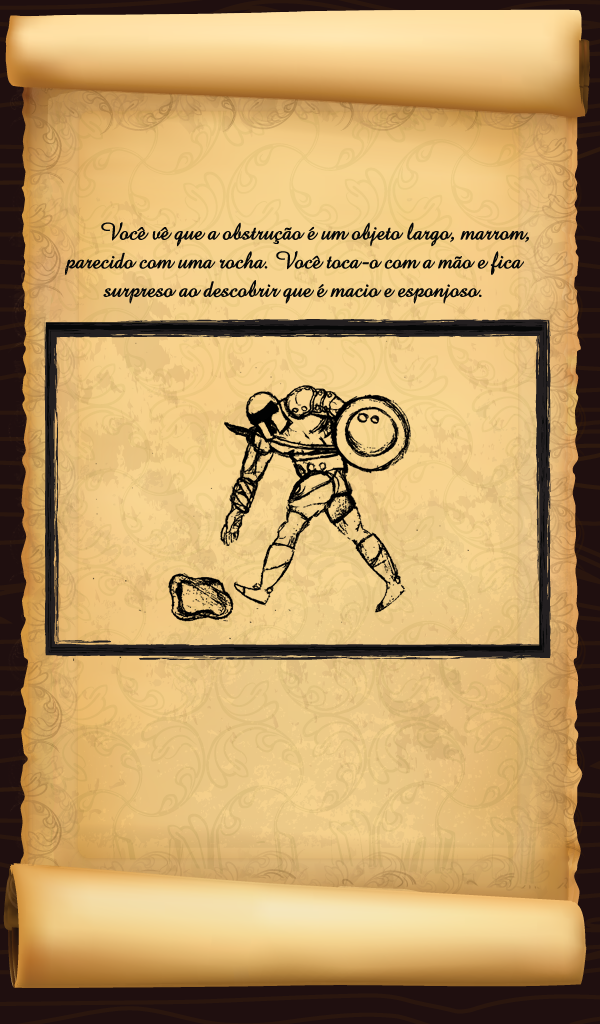 Você vê que a obstrução é um objeto largo, marrom,
parecido com uma rocha. Você toca-o com a mão e fica
surpreso ao descobrir que é macio e esponjoso.